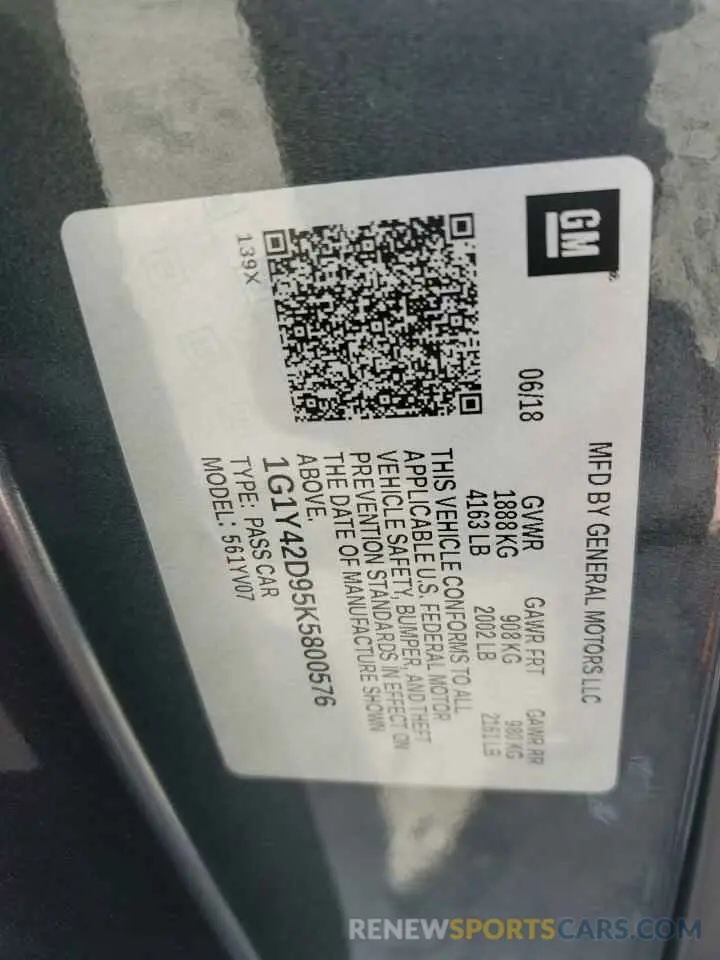 GM
MFD BY GENERAL MOTORS LLC
06/18
GVWR GAWR FRT GAWR RR
1888 KG 908 KG 980 KG
4163 LB 2002 LB 2161 LB
THIS VEHICLE CONFORMS TO ALL
APPLICABLE U.S. FEDERAL MOTOR
VEHICLE SAFETY, BUMPER, AND THEFT
PREVENTION STANDARDS IN EFFECT ON
THE DATE OF MANUFACTURE SHOWN
ABOVE.
139X
1G1Y42D95K5800576
TYPE: PASS CAR
MODEL: 561YV07
RENEWSPORTSCARS.COM